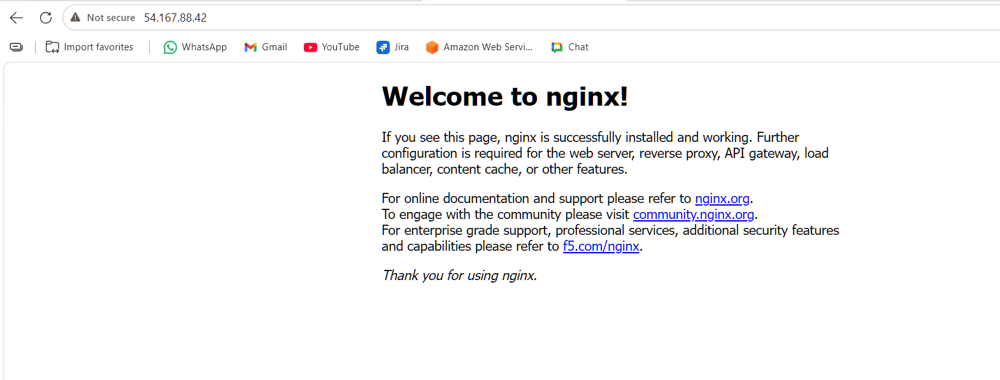 Not secure 54.167.88.42
Import favorites WhatsApp Gmail YouTube Jira Amazon Web Servi... Chat
Welcome to nginx!
If you see this page, nginx is successfully installed and working. Further
configuration is required for the web server, reverse proxy, API gateway, load
balancer, content cache, or other features.
For online documentation and support please refer to nginx.org.
To engage with the community please visit community.nginx.org.
For enterprise grade support, professional services, additional security features
and capabilities please refer to f5.com/nginx.
Thank you for using nginx.